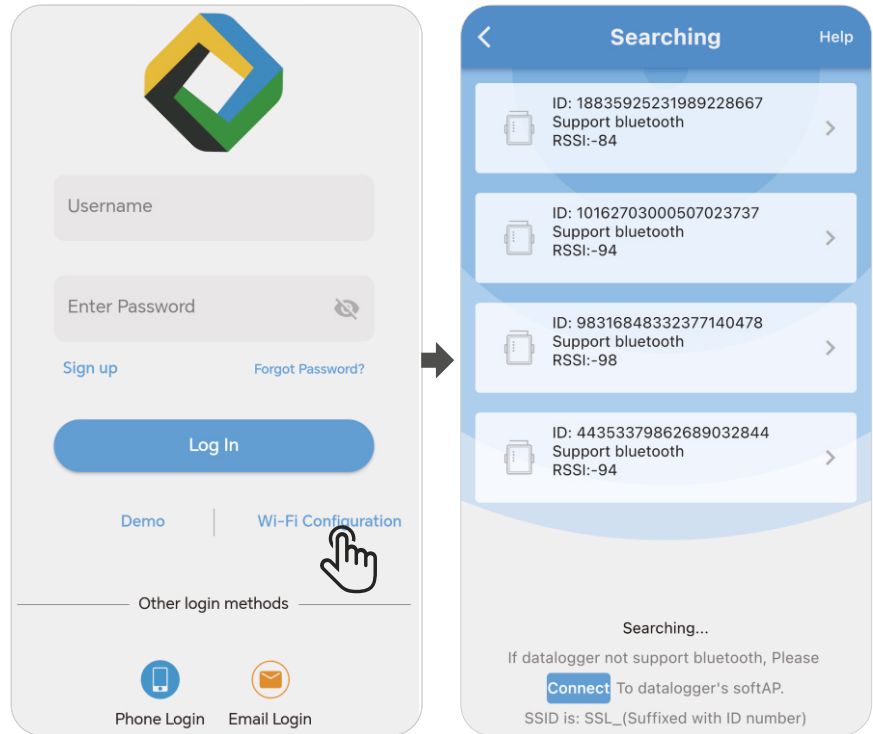 Username
Enter Password
Sign up
Forgot Password?
Log In
Demo
Wi-Fi Configuration
Other login methods
Phone Login
Email Login
Searching
Help
ID: 18835925231989228667
Support bluetooth
RSSI:-84
ID: 10162703000507023737
Support bluetooth
RSSI:-94
ID: 98316848332377140478
Support bluetooth
RSSI:-98
ID: 44353379862689032844
Support bluetooth
RSSI:-94
Searching...
If datalogger not support bluetooth, Please
Connect To datalogger's softAP.
SSID is: SSL_(Suffixed with ID number)